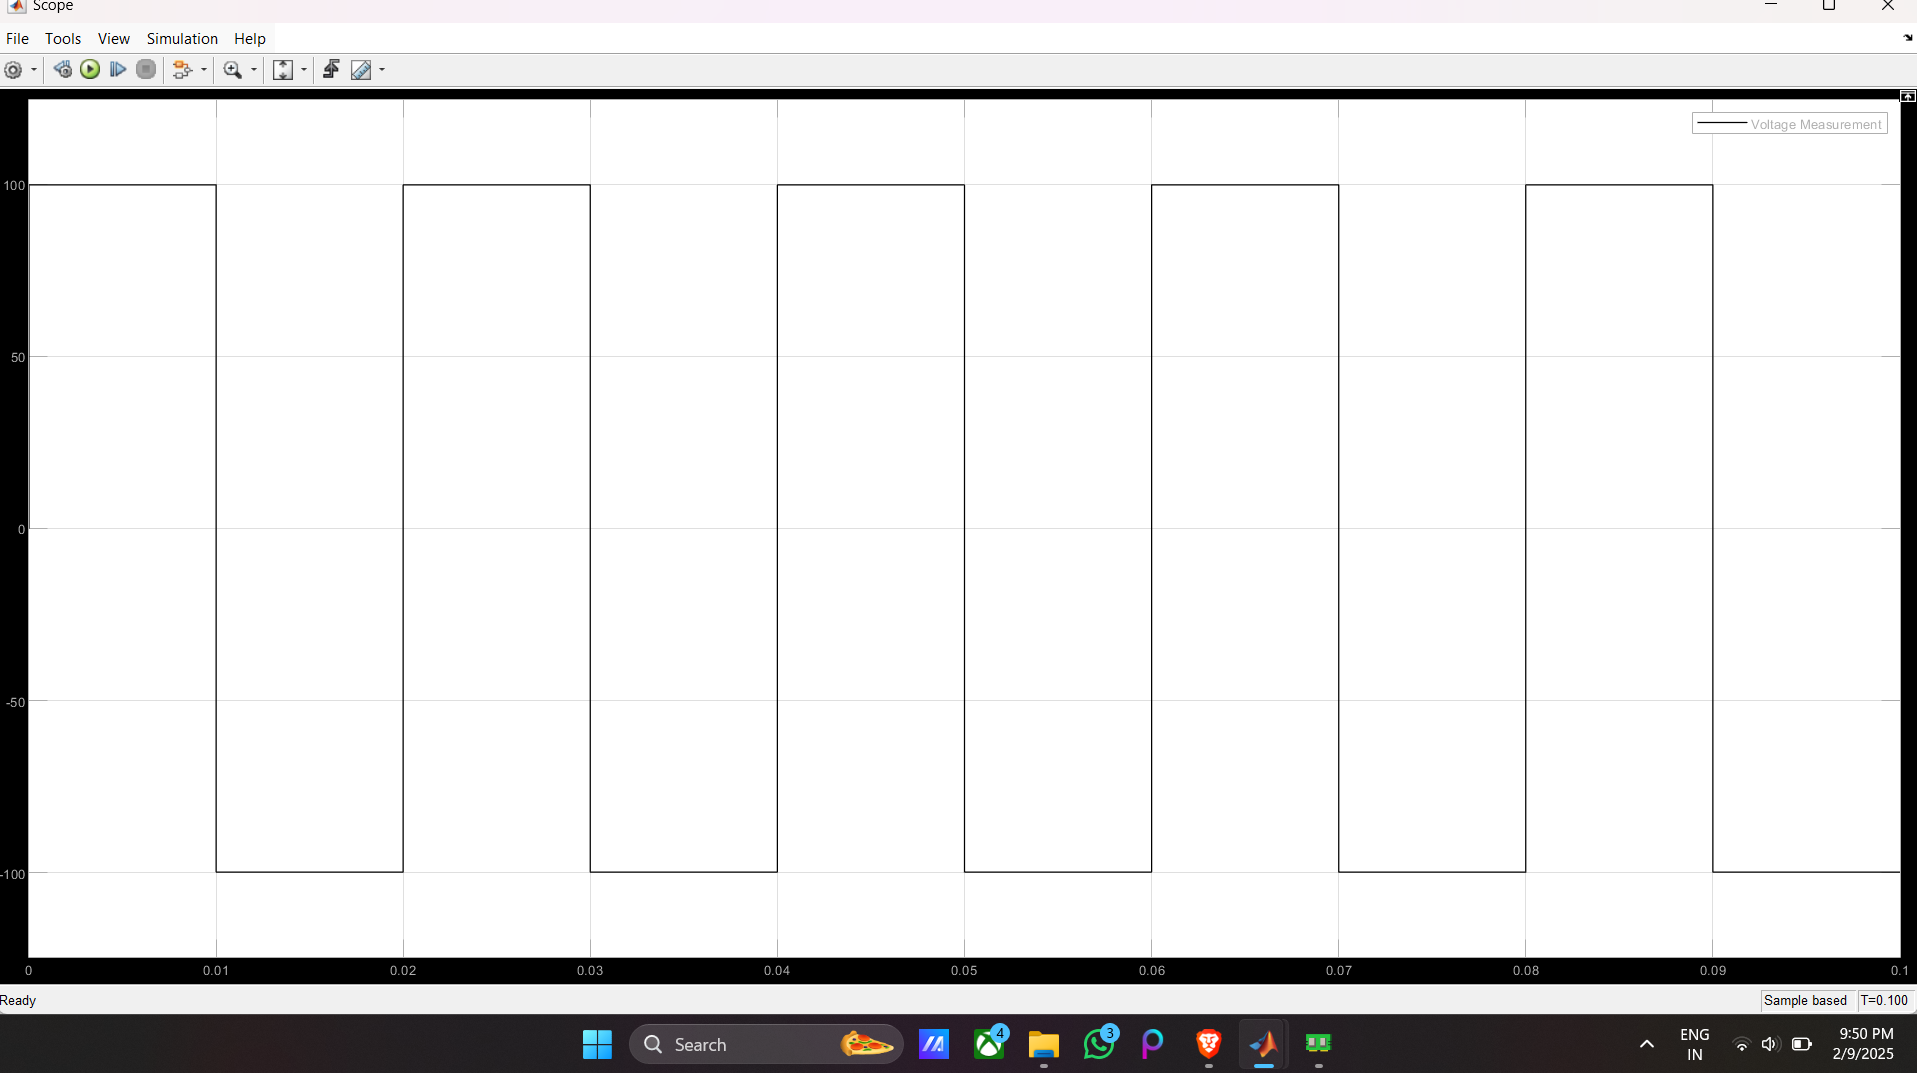 Scope
File Tools View Simulation Help
Voltage Measurement
100
50
0
-50
-100
0 0.01 0.02 0.03 0.04 0.05 0.06 0.07 0.08 0.09 0.1
Ready
Sample based T=0.100
Search
4
3
ENG
IN
9:50 PM
2/9/2025